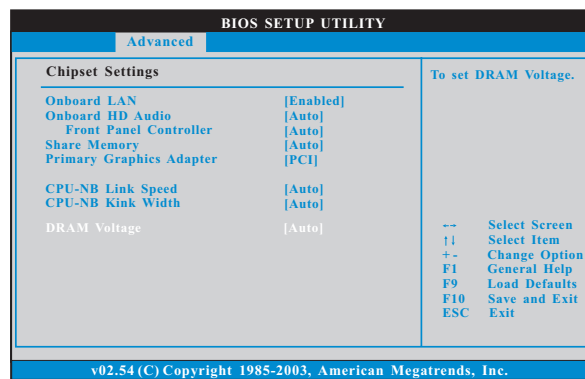 BIOS SETUP UTILITY
Advanced
Chipset Settings
Onboard LAN [Enabled]
Onboard HD Audio [Auto]
Front Panel Controller [Auto]
Share Memory [Auto]
Primary Graphics Adapter [PCI]
CPU-NB Link Speed [Auto]
CPU-NB Kink Width [Auto]
DRAM Voltage [Auto]
To set DRAM Voltage.
↔ Select Screen
↑↓ Select Item
+ - Change Option
F1 General Help
F9 Load Defaults
F10 Save and Exit
ESC Exit
v02.54 (C) Copyright 1985-2003, American Megatrends, Inc.